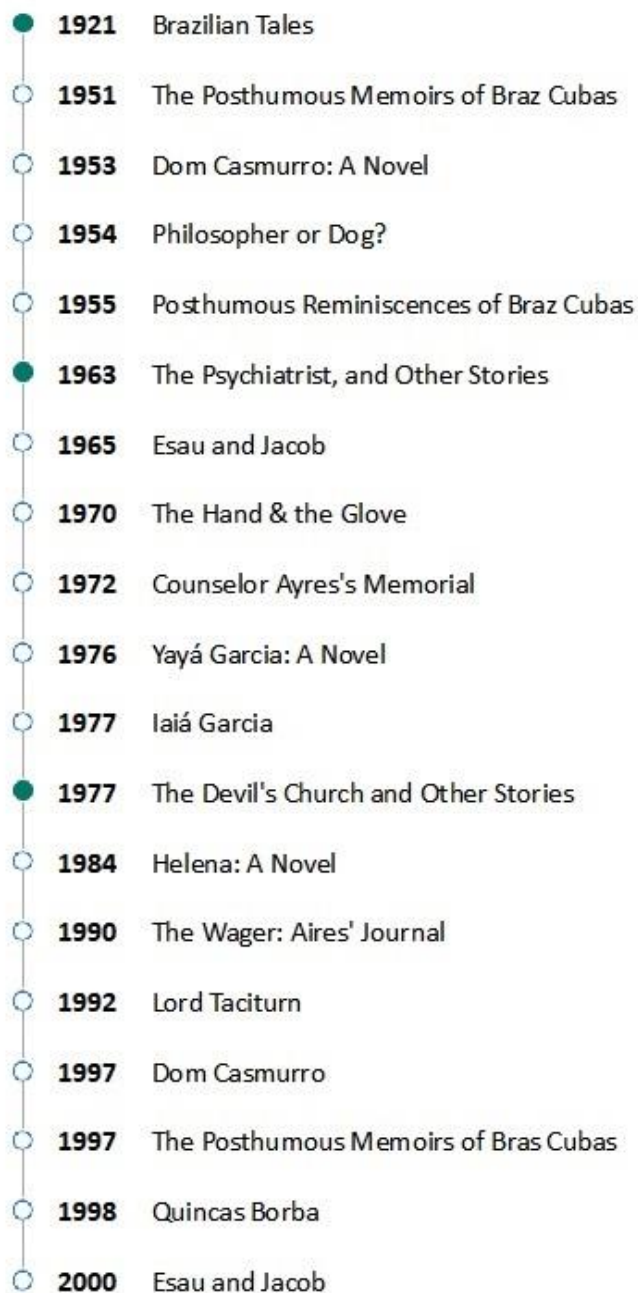 1921 Brazilian Tales
1951 The Posthumous Memoirs of Braz Cubas
1953 Dom Casmurro: A Novel
1954 Philosopher or Dog?
1955 Posthumous Reminiscences of Braz Cubas
1963 The Psychiatrist, and Other Stories
1965 Esau and Jacob
1970 The Hand & the Glove
1972 Counselor Ayres's Memorial
1976 Yayá Garcia: A Novel
1977 Iaiá Garcia
1977 The Devil's Church and Other Stories
1984 Helena: A Novel
1990 The Wager: Aires' Journal
1992 Lord Taciturn
1997 Dom Casmurro
1997 The Posthumous Memoirs of Bras Cubas
1998 Quincas Borba
2000 Esau and Jacob